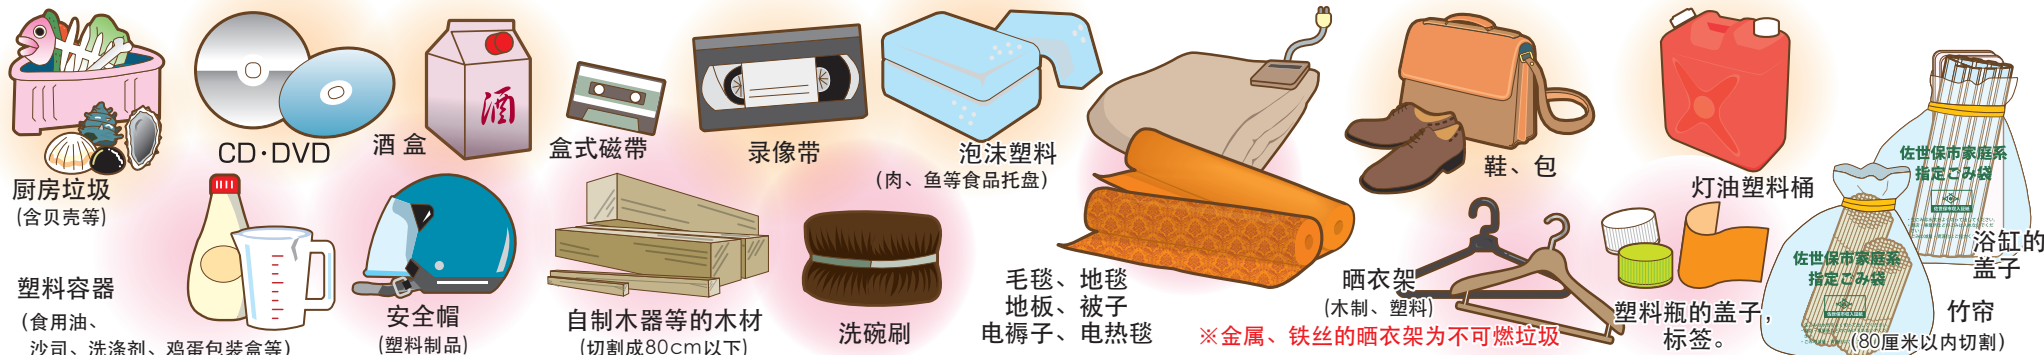 厨房垃圾
(含贝壳等)
CD·DVD
酒
酒 盒
盒式磁带
录像带
泡沫塑料
(肉、鱼等食品托盘)
鞋、包
灯油塑料桶
塑料容器
(食用油、
沙司、洗涤剂、鸡蛋包装盒等)
安全帽
(塑料制品)
自制木器等的木材
(切割成80cm以下)
洗碗刷
毛毯、地毯
地板、被子
电褥子、电热毯
晒衣架
(木制、塑料)
※金属、铁丝的晒衣架为不可燃垃圾
塑料瓶的盖子,
标签。
佐世保市家庭系
指定ごみ袋
佐世保市家庭系
指定ごみ袋
浴缸的
盖子
竹帘
(80厘米以内切割)